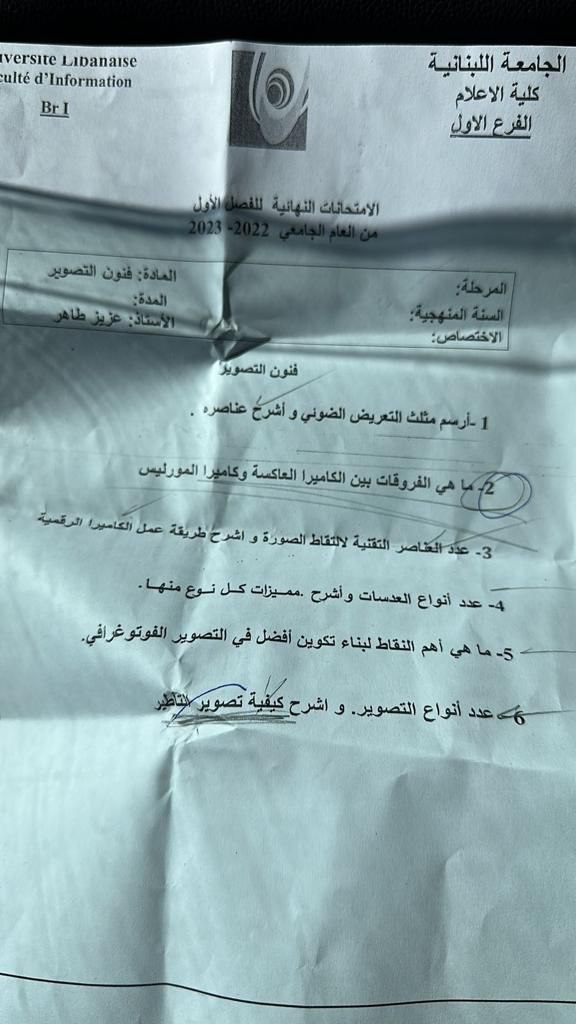 الجامعة اللبنانية
كلية الاعلام
الفرع الاول
iversité Libanaise
culté d'Information
Br I
الامتحانات النهائية للفصل الأول
من العام الجامعي 2022- 2023
المرحلة:
السنة المنهجية:
الاختصاص:
المادة: فنون التصوير
المدة:
الأستاذ: عزيز طاهر
فنون التصوير
1 -أرسم مثلث التعريض الضوئي و أشرح عناصره .
2- ما هي الفروقات بين الكاميرا العاكسة وكاميرا المورليس
3- عدد العناصر التقنية لالتقاط الصورة و اشرح طريقة عمل الكاميرا الرقمية
4- عدد أنواع العدسات وأشرح .مميزات كل نوع منها.
5- ما هي أهم النقاط لبناء تكوين أفضل في التصوير الفوتوغرافي.
6- عدد أنواع التصوير. و اشرح كيفية تصوير التأطير